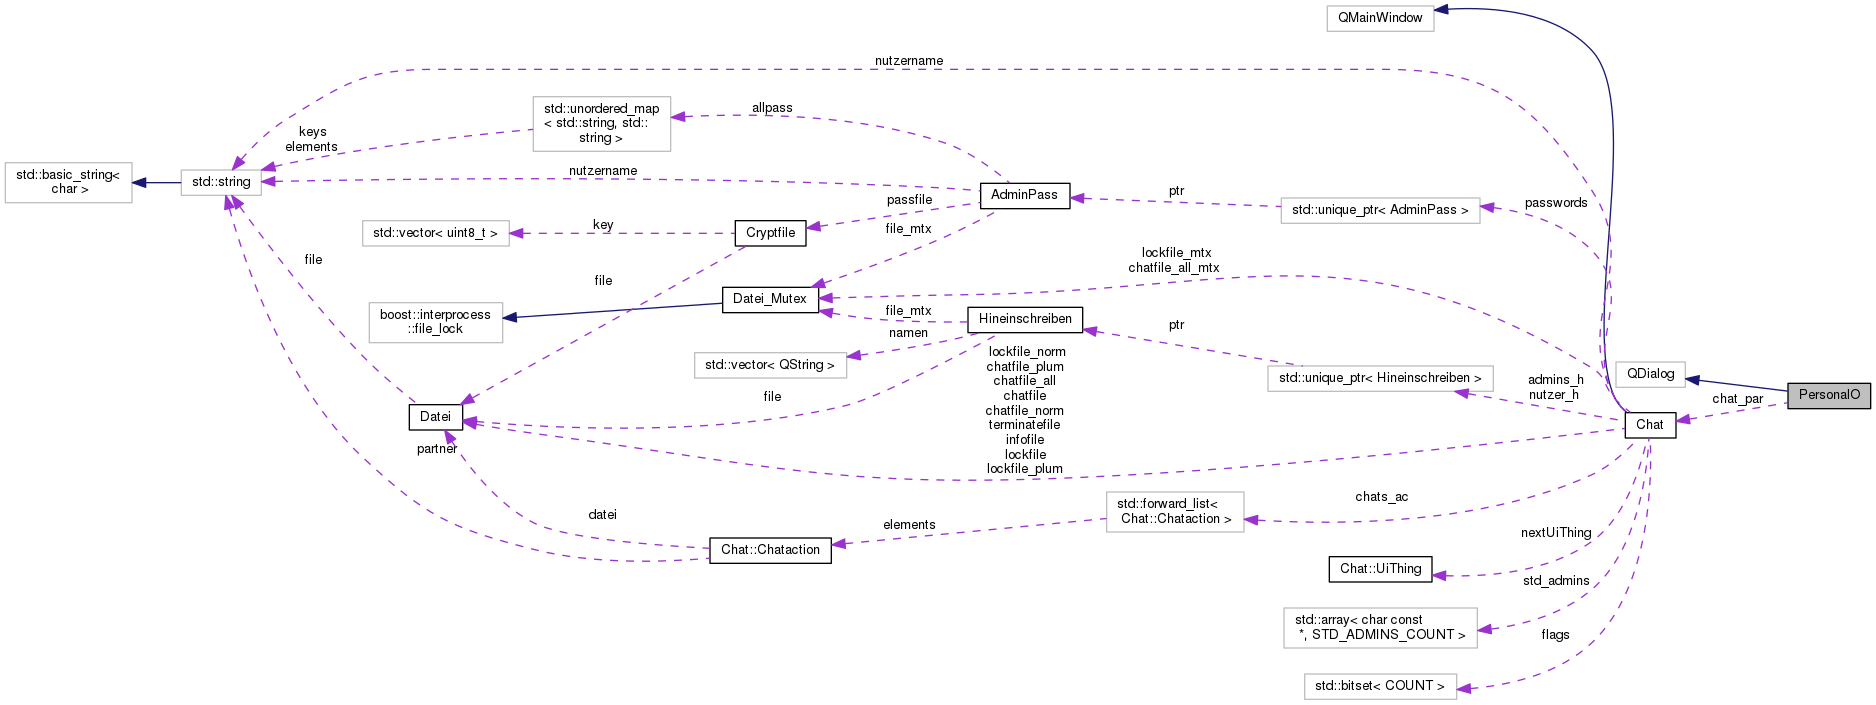 QMainWindow
nutzername
std::unordered_map
< std::string, std::
string >
allpass
keys
elements
std::basic_string<
char >
std::string
nutzername
AdminPass
ptr
std::unique_ptr< AdminPass >
passwords
passfile
std::vector< uint8_t >
key
Cryptfile
file_mtx
file
file
lockfile_mtx
chatfile_all_mtx
Datei_Mutex
boost::interprocess
::file_lock
file_mtx
Hineinschreiben
ptr
namen
std::vector< QString >
lockfile_norm
chatfile_plum
chatfile_all
chatfile
chatfile_norm
terminatefile
infofile
lockfile
lockfile_plum
std::unique_ptr< Hineinschreiben >
admins_h
nutzer_h
QDialog
PersonalO
chat_par
file
Datei
Chat
partner
chats_ac
std::forward_list<
Chat::Chataction >
datei
elements
Chat::Chataction
nextUiThing
Chat::UiThing
std_admins
std::array< char const
*, STD_ADMINS_COUNT >
flags
std::bitset< COUNT >